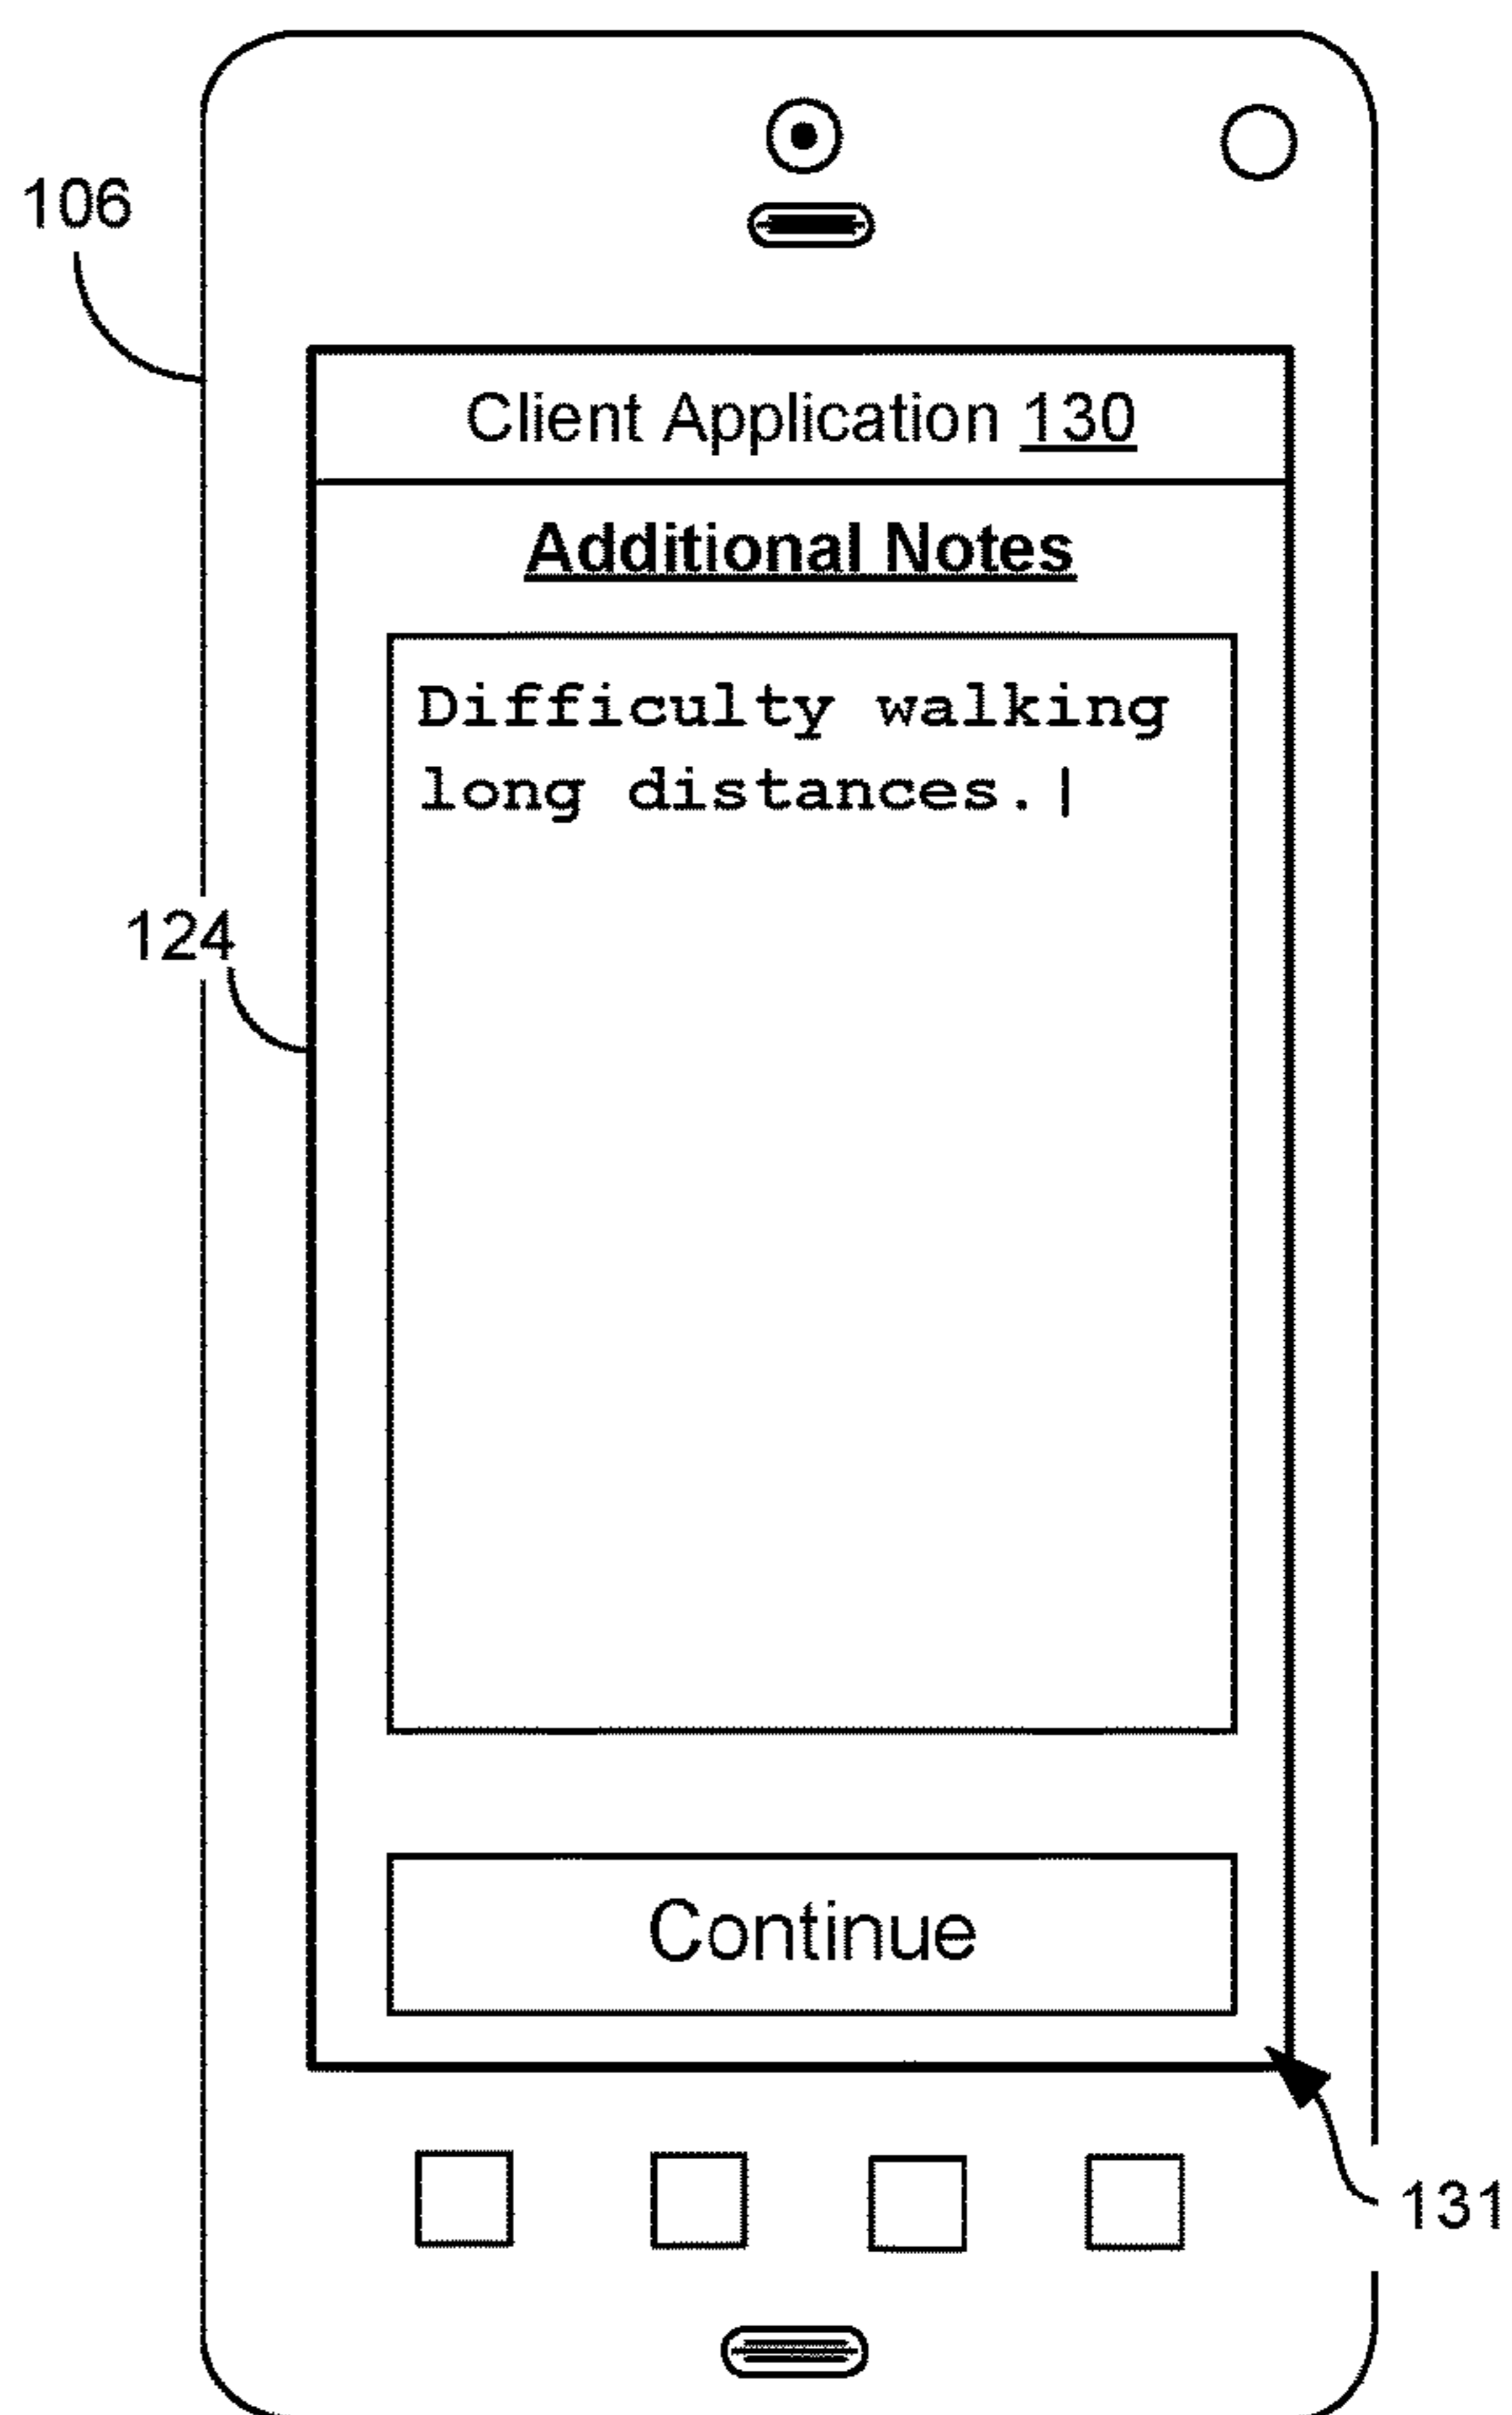 106
Client Application 130
Additional Notes
Difficulty walking
long distances.
124
Continue
131